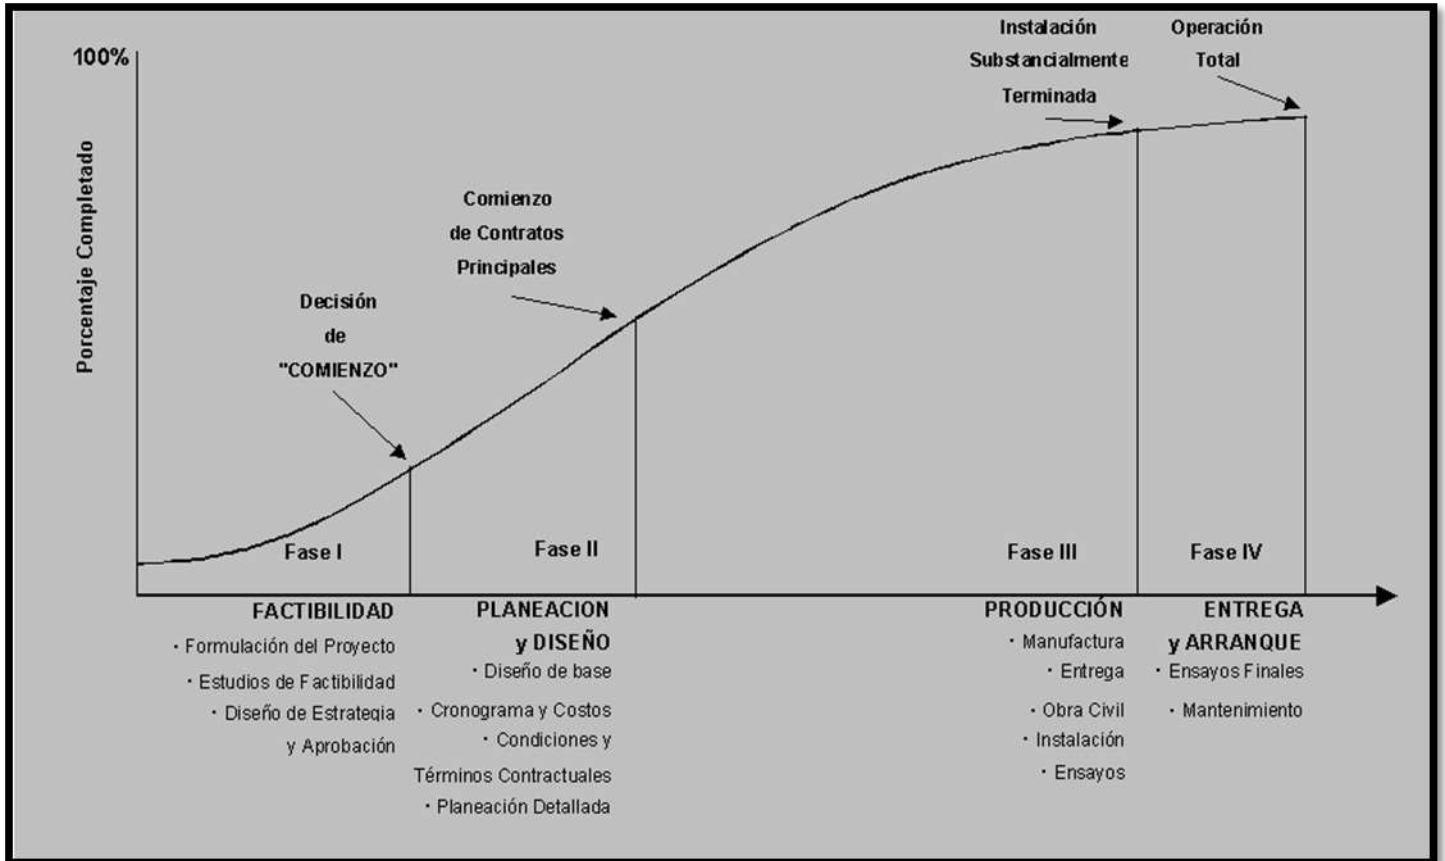 100%
Porcentaje Completado
Decisión
de
"COMIENZO"
Comienzo
de Contratos
Principales
Instalación
Substancialmente
Terminada
Operación
Total
Fase I
Fase II
Fase III
Fase IV
FACTIBILIDAD
· Formulación del Proyecto
· Estudios de Factibilidad
· Diseño de Estrategia
y Aprobación
PLANEACION
y DISEÑO
· Diseño de base
· Cronograma y Costos
· Condiciones y
Términos Contractuales
· Planeación Detallada
PRODUCCIÓN
· Manufactura
· Entrega
· Obra Civil
· Instalación
· Ensayos
ENTREGA
y ARRANQUE
· Ensayos Finales
· Mantenimiento